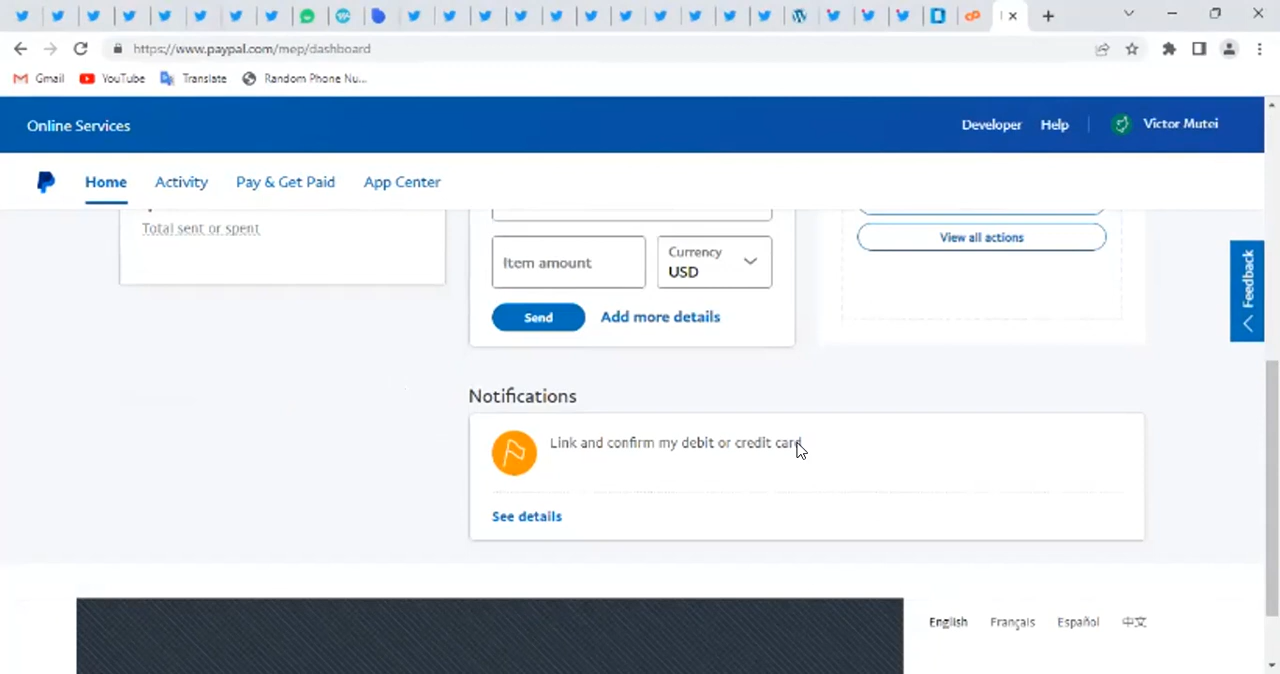 https://www.paypal.com/mep/dashboard
Gmail
YouTube
Translate
Random Phone Nu...
Online Services
Developer
Help
Victor Mutei
Home
Activity
Pay & Get Paid
App Center
Total sent or spent
Item amount
Currency
USD
Send
Add more details
View all actions
Feedback
Notifications
Link and confirm my debit or credit card
See details
English
Français
Español
中文